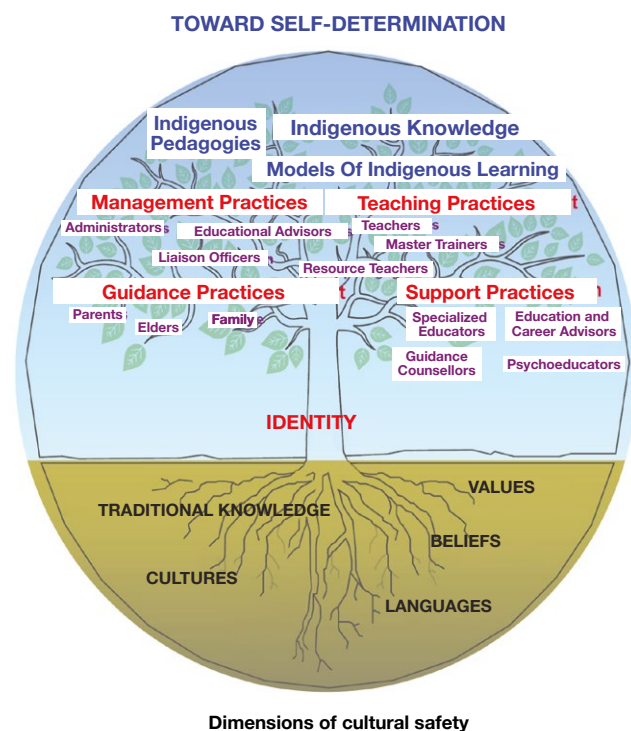 TOWARD SELF-DETERMINATION
Indigenous
Pedagogies
Indigenous Knowledge
Models Of Indigenous Learning
Management Practices
Teaching Practices
Administrators
Educational Advisors
Teachers
Master Trainers
Liaison Officers
Resource Teachers
Guidance Practices
Support Practices
Parents
Elders
Family
Specialized
Educators
Education and
Career Advisors
Guidance
Counsellors
Psychoeducators
IDENTITY
VALUES
TRADITIONAL KNOWLEDGE
BELIEFS
CULTURES
LANGUAGES
Dimensions of cultural safety